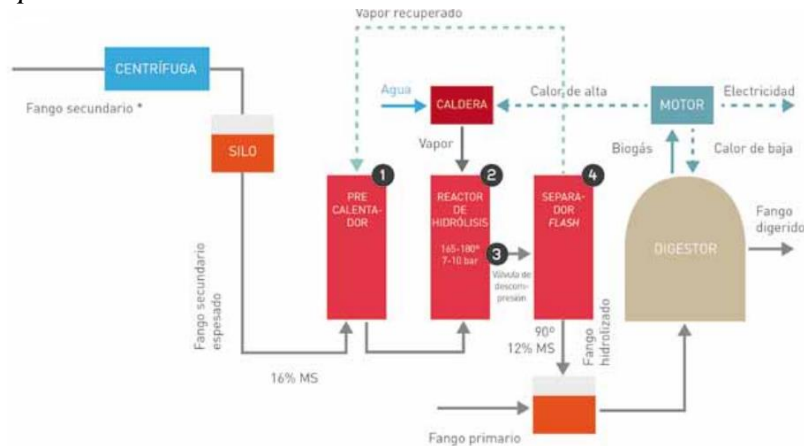 Vapor recuperado
CENTRÍFUGA
Fango secundario *
SILO
Agua
CALDERA
Calor de alta
MOTOR
Electricidad
Vapor
Biogás
Calor de baja
1
PRE
CALENTA-
DOR
2
REACTOR
DE
HIDRÓLISIS
165-180º
7-10 bar
3
Válvula de
descom-
presión
4
SEPARA-
DOR
FLASH
DIGESTOR
Fango
digerido
Fango secundario
espesado
16% MS
90º
12% MS
Fango
hidrolizado
Fango primario